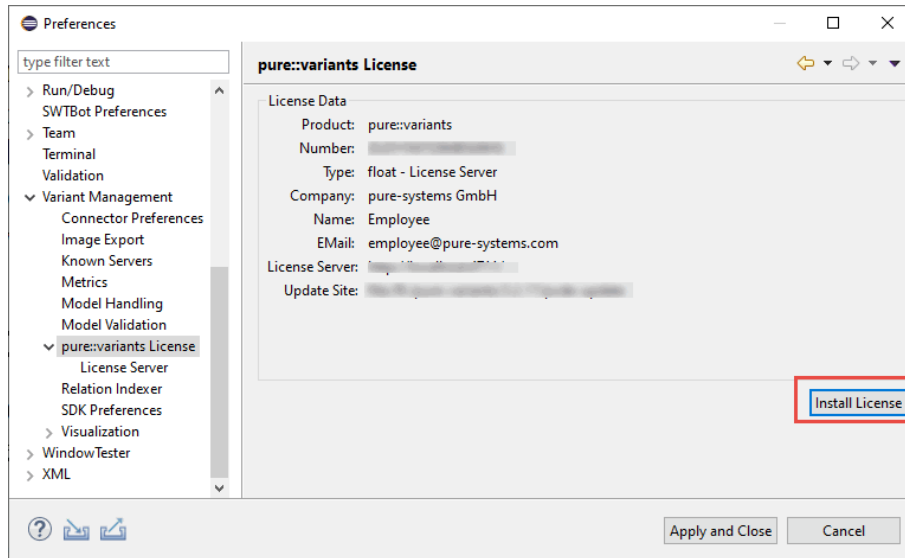 Preferences
type filter text
Run/Debug
SWTBot Preferences
Team
Terminal
Validation
Variant Management
Connector Preferences
Image Export
Known Servers
Metrics
Model Handling
Model Validation
pure::variants License
License Server
Relation Indexer
SDK Preferences
Visualization
WindowTester
XML
pure::variants License
License Data
Product: pure::variants
Number:
Type: float - License Server
Company: pure-systems GmbH
Name: Employee
EMail: employee@pure-systems.com
License Server:
Update Site:
Install License
Apply and Close
Cancel